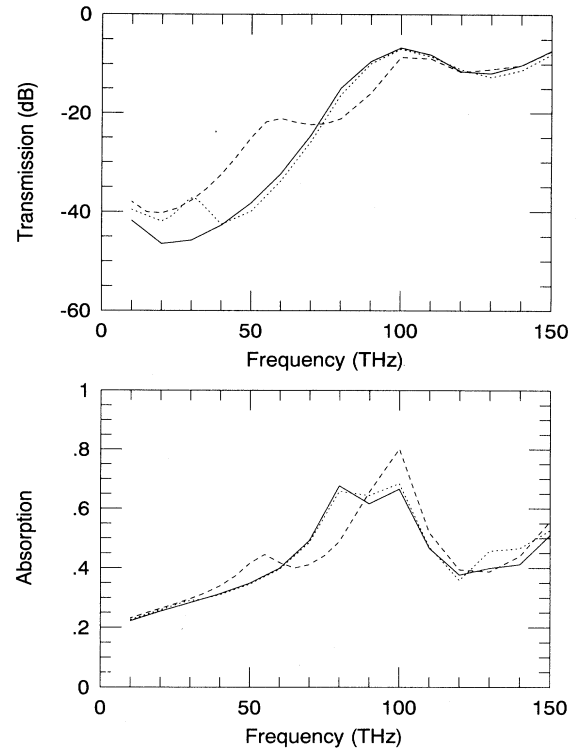 0
-20
-40
-60
Transmission (dB)
0 50 100 150
Frequency (THz)
1
.8
.6
.4
.2
0
Absorption
0 50 100 150
Frequency (THz)